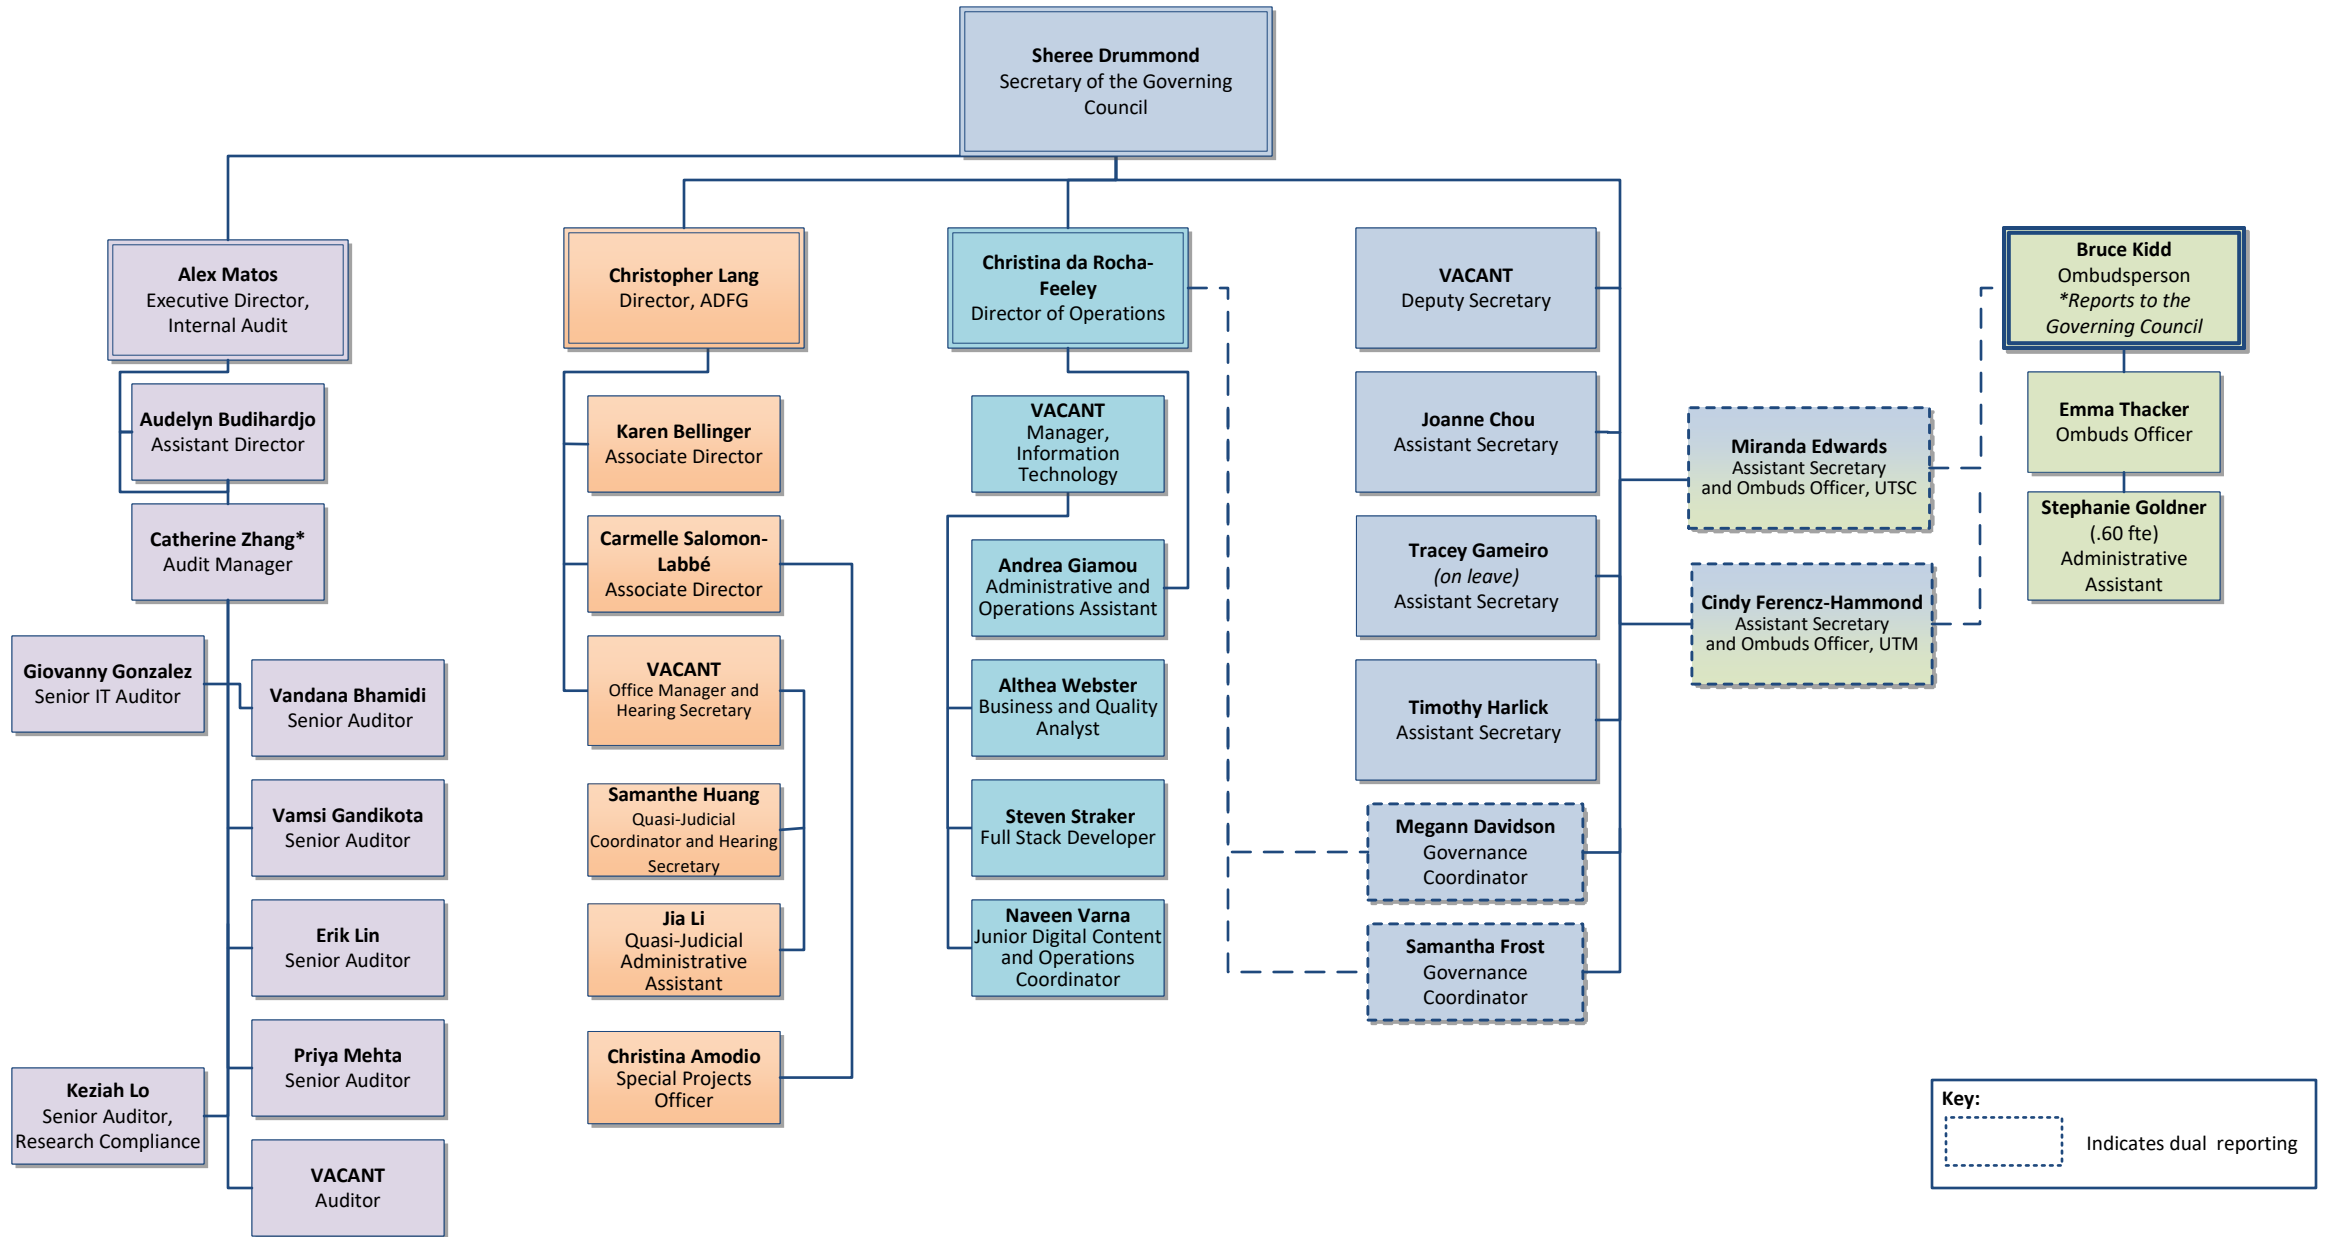 Sheree Drummond
Secretary of the Governing
Council
Alex Matos
Executive Director,
Internal Audit
Audelyn Budihardjo
Assistant Director
Catherine Zhang*
Audit Manager
Giovanny Gonzalez
Senior IT Auditor
Vandana Bhamidi
Senior Auditor
Vamsi Gandikota
Senior Auditor
Erik Lin
Senior Auditor
Priya Mehta
Senior Auditor
Keziah Lo
Senior Auditor,
Research Compliance
VACANT
Auditor
Christopher Lang
Director, ADFG
Karen Bellinger
Associate Director
Carmelle Salomon-
Labbé
Associate Director
VACANT
Office Manager and
Hearing Secretary
Samanthe Huang
Quasi-Judicial
Coordinator and Hearing
Secretary
Jia Li
Quasi-Judicial
Administrative
Assistant
Christina Amodio
Special Projects
Officer
Christina da Rocha-
Feeley
Director of Operations
VACANT
Manager,
Information
Technology
Andrea Giamou
Administrative and
Operations Assistant
Althea Webster
Business and Quality
Analyst
Steven Straker
Full Stack Developer
Naveen Varna
Junior Digital Content
and Operations
Coordinator
VACANT
Deputy Secretary
Joanne Chou
Assistant Secretary
Tracey Gameiro
(on leave)
Assistant Secretary
Timothy Harlick
Assistant Secretary
Megann Davidson
Governance
Coordinator
Samantha Frost
Governance
Coordinator
Miranda Edwards
Assistant Secretary
and Ombuds Officer, UTSC
Cindy Ferencz-Hammond
Assistant Secretary
and Ombuds Officer, UTM
Bruce Kidd
Ombudsperson
*Reports to the
Governing Council
Emma Thacker
Ombuds Officer
Stephanie Goldner
(.60 fte)
Administrative
Assistant
Key:
Indicates dual reporting